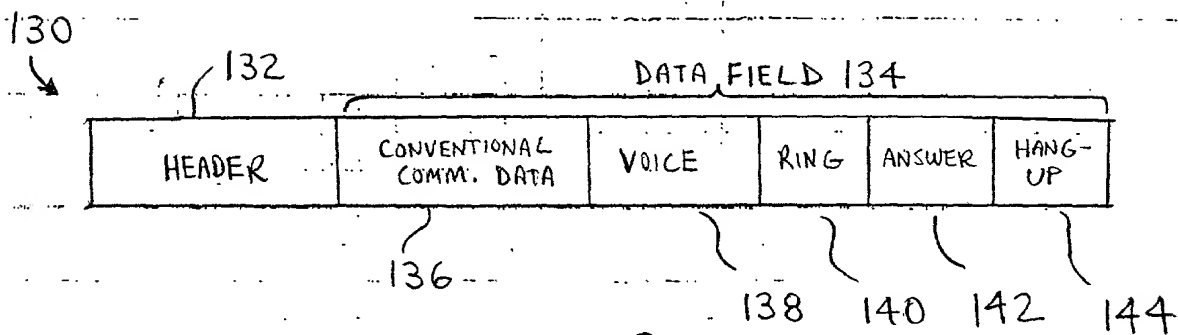 130
132
DATA FIELD 134
HEADER
CONVENTIONAL
COMM. DATA
VOICE
RING
ANSWER
HANG-
UP
136
138
140
142
144